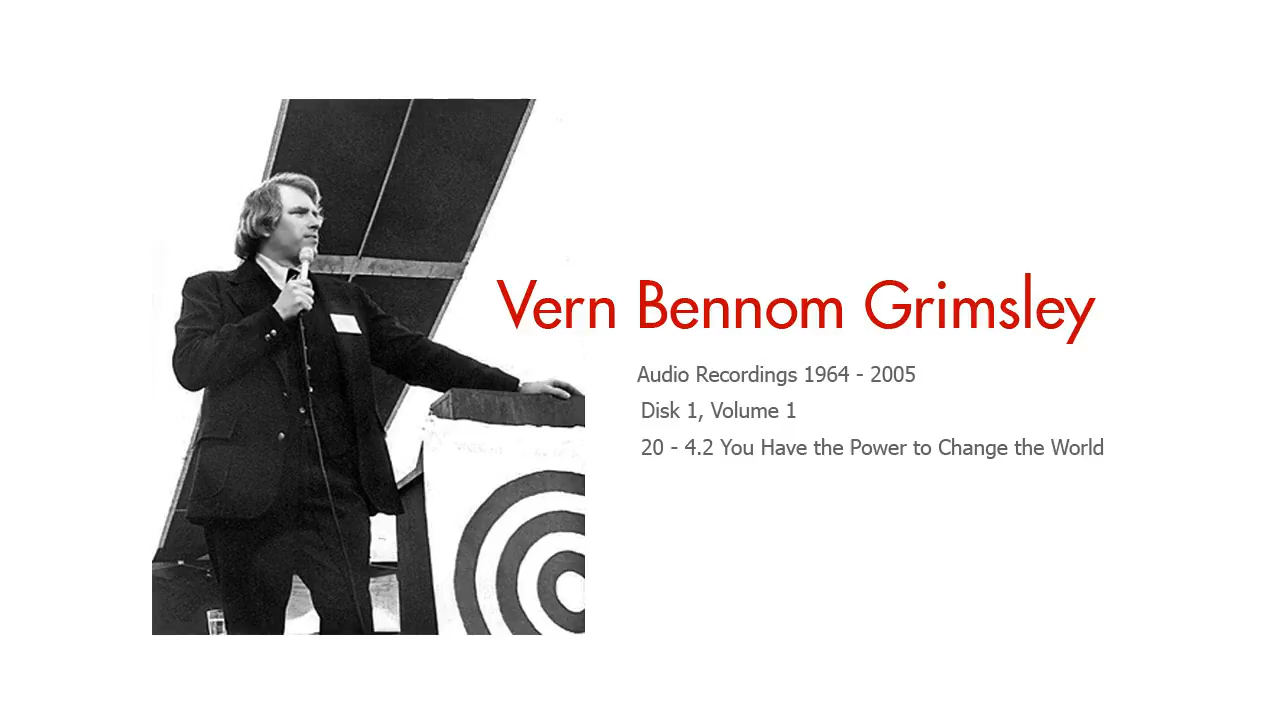 Vern Bennom Grimsley
Audio Recordings 1964 - 2005
Disk 1, Volume 1
20 - 4.2 You Have the Power to Change the World